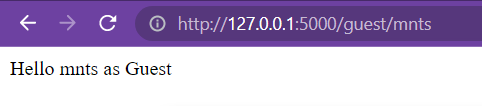 http://127.0.0.1:5000/guest/mnts
Hello mnts as Guest